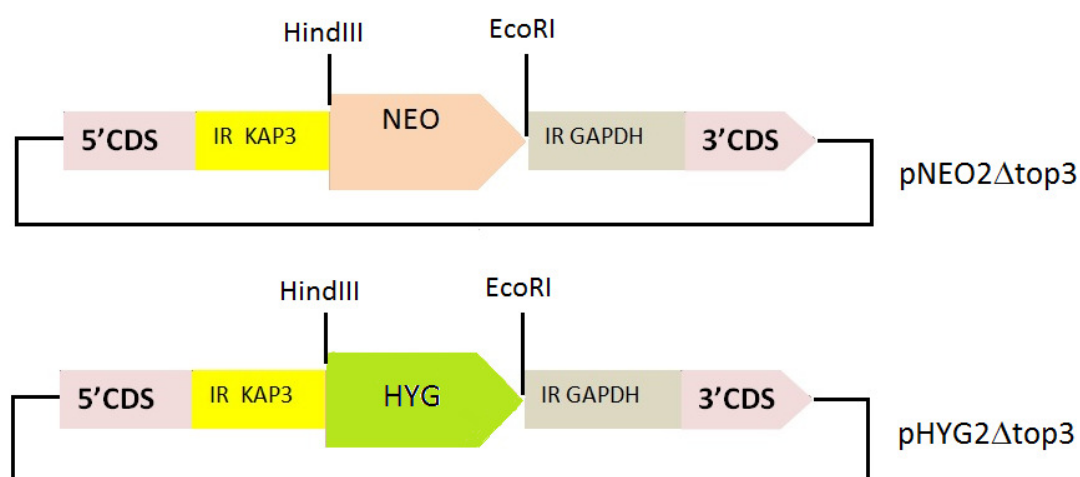 HindIII EcoRI
5'CDS IR KAP3 NEO IR GAPDH 3'CDS
pNEO2Δtop3
HindIII EcoRI
5'CDS IR KAP3 HYG IR GAPDH 3'CDS
pHYG2Δtop3